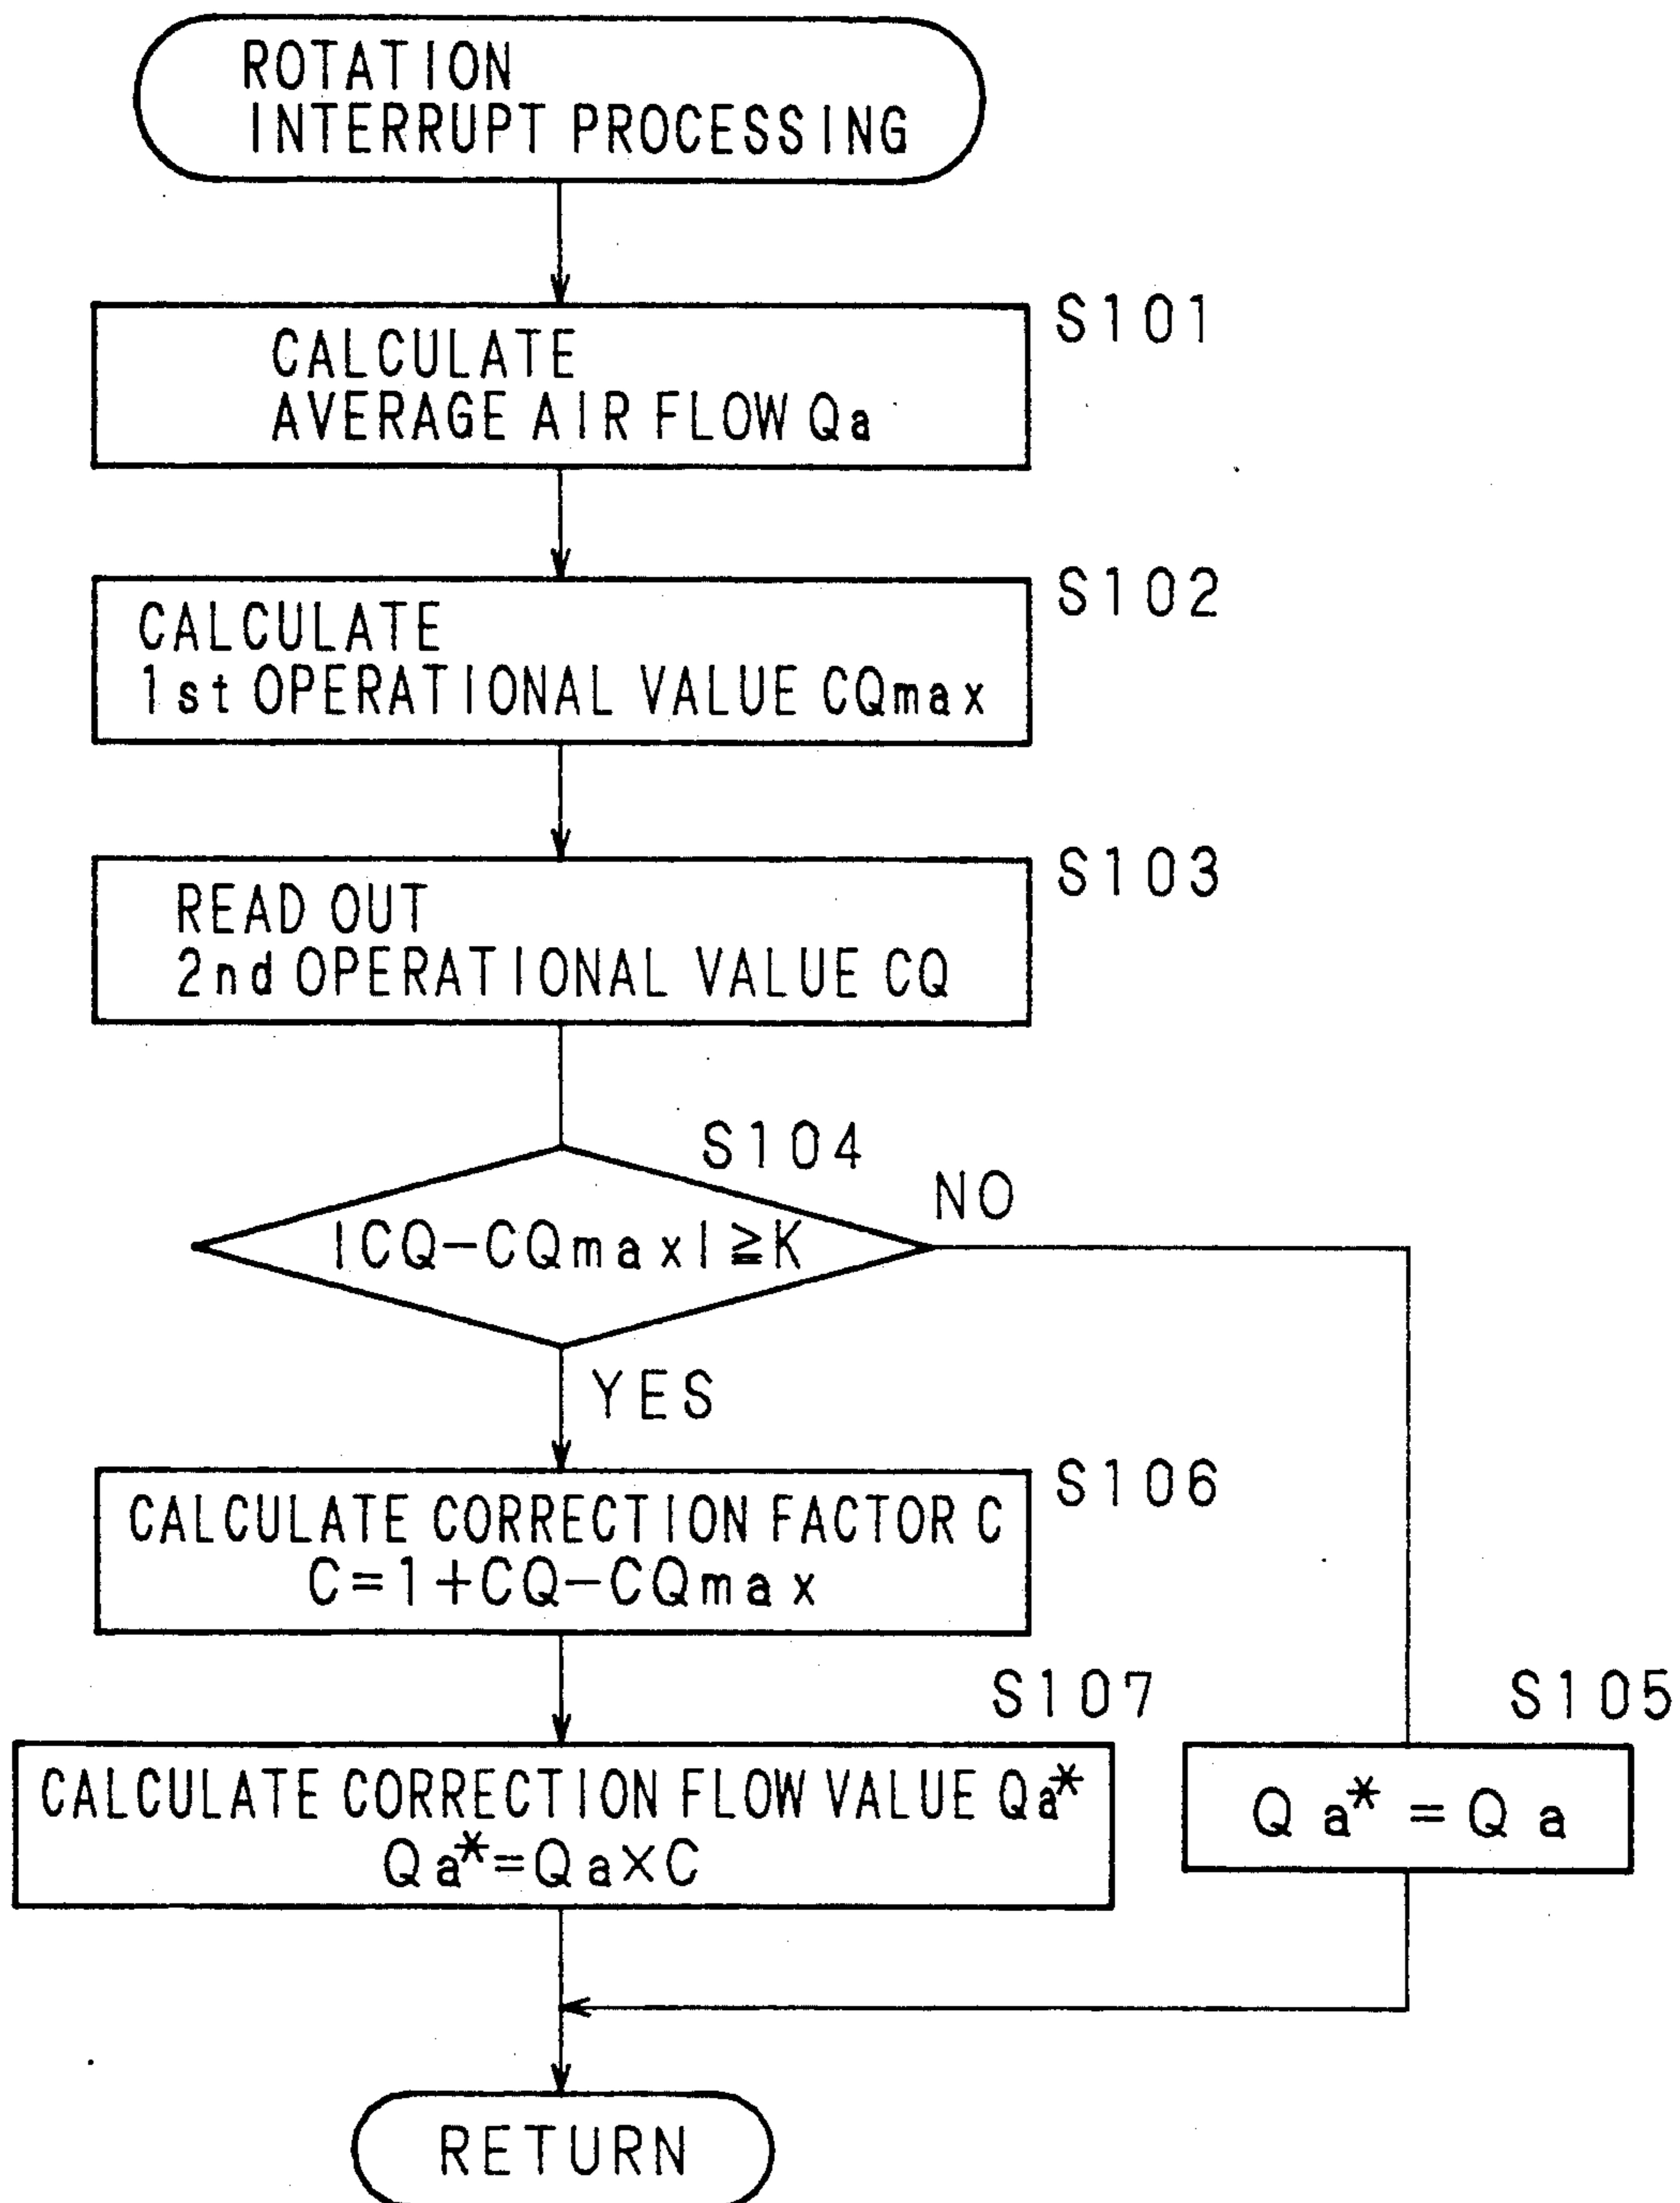 ROTATION
INTERRUPT PROCESSING
S101
CALCULATE
AVERAGE AIR FLOW Qa
S102
CALCULATE
1st OPERATIONAL VALUE CQmax
S103
READ OUT
2nd OPERATIONAL VALUE CQ
S104
|CQ-CQmax|≧K
NO
YES
S106
CALCULATE CORRECTION FACTOR C
C=1+CQ-CQmax
S107
CALCULATE CORRECTION FLOW VALUE Qa*
Qa*=Qa×C
S105
Qa*=Qa
RETURN